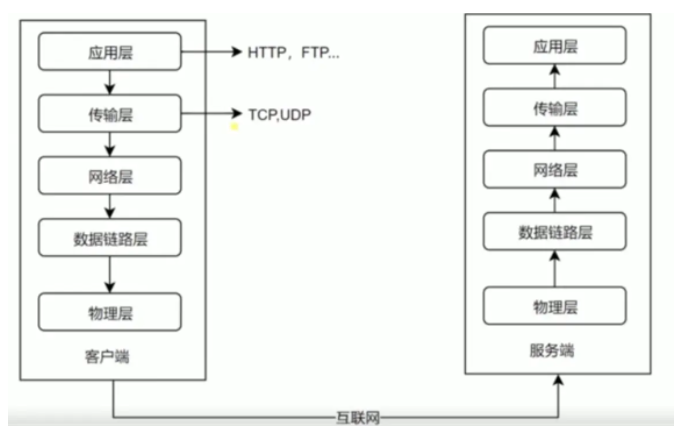 应用层
HTTP，FTP...
传输层
TCP,UDP
网络层
数据链路层
物理层
客户端
应用层
传输层
网络层
数据链路层
物理层
服务端
互联网